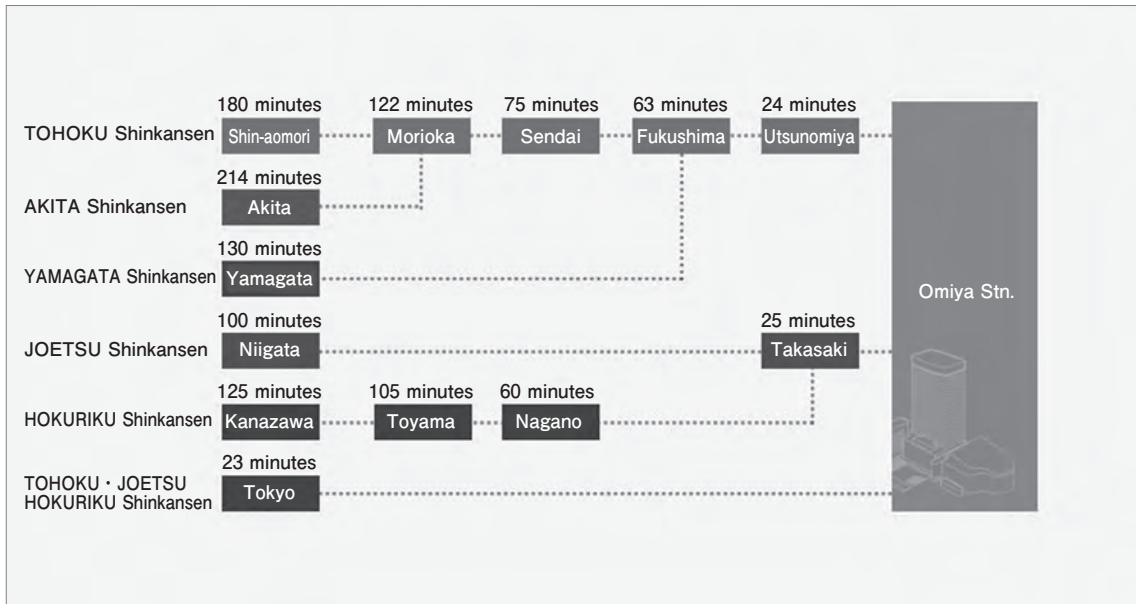 180 minutes 122 minutes 75 minutes 63 minutes 24 minutes
TOHOKU Shinkansen Shin-aomori Morioka Sendai Fukushima Utsunomiya
214 minutes
AKITA Shinkansen Akita
130 minutes
YAMAGATA Shinkansen Yamagata
Omiya Stn.
100 minutes 25 minutes
JOETSU Shinkansen Niigata Takasaki
125 minutes 105 minutes 60 minutes
HOKURIKU Shinkansen Kanazawa Toyama Nagano
23 minutes
TOHOKU・JOETSU
HOKURIKU Shinkansen
Tokyo